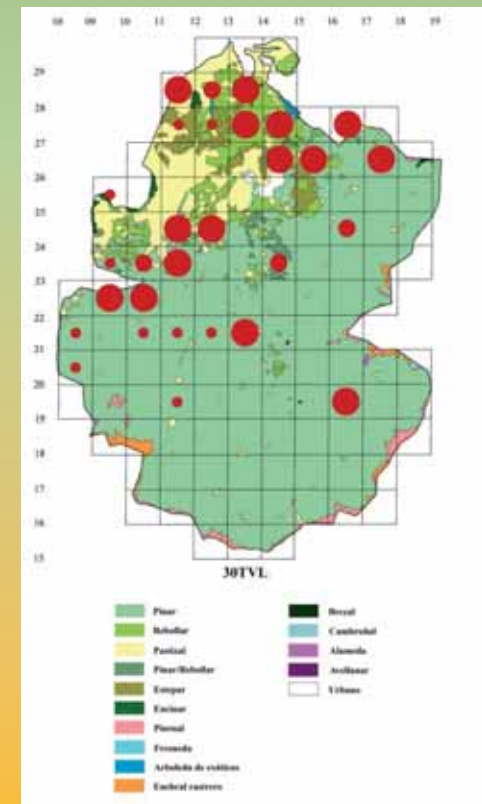 08 09 10 11 12 13 14 15 16 17 18 19
29
28
27
26
25
24
23
22
21
20
19
18
17
16
15
30TVL
Pinar
Rebollar
Pastizal
Pinar/Rebollar
Estepar
Encinar
Piornal
Fresneda
Arboleda de exóticas
Enebral rastrero
Brezal
Cambroñal
Alameda
Avellanar
Urbano